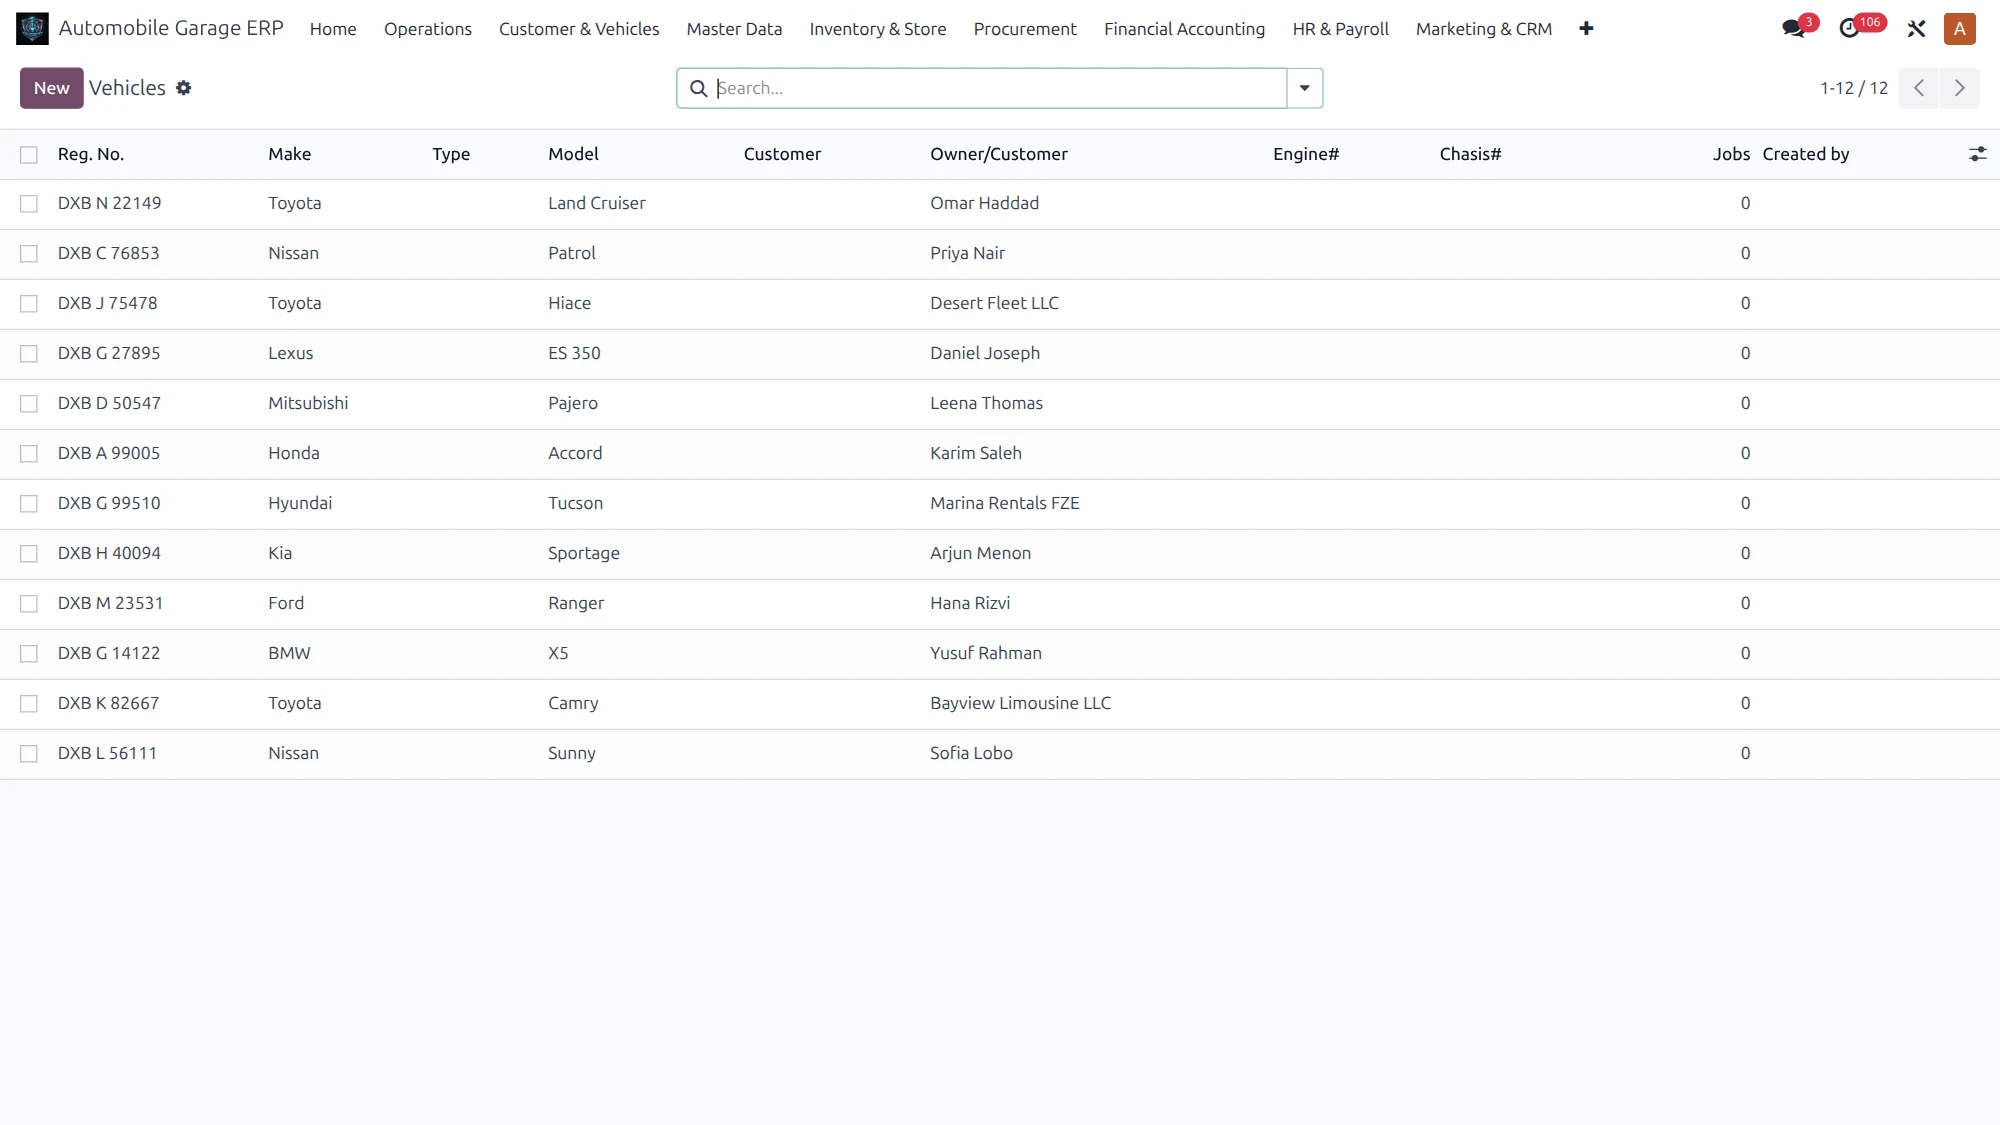 Automobile Garage ERP Home Operations Customer & Vehicles Master Data Inventory & Store Procurement Financial Accounting HR & Payroll Marketing & CRM 3 106 A
New Vehicles Search... 1-12 / 12
Reg. No. Make Type Model Customer Owner/Customer Engine# Chasis# Jobs Created by
DXB N 22149 Toyota Land Cruiser Omar Haddad 0
DXB C 76853 Nissan Patrol Priya Nair 0
DXB J 75478 Toyota Hiace Desert Fleet LLC 0
DXB G 27895 Lexus ES 350 Daniel Joseph 0
DXB D 50547 Mitsubishi Pajero Leena Thomas 0
DXB A 99005 Honda Accord Karim Saleh 0
DXB G 99510 Hyundai Tucson Marina Rentals FZE 0
DXB H 40094 Kia Sportage Arjun Menon 0
DXB M 23531 Ford Ranger Hana Rizvi 0
DXB G 14122 BMW X5 Yusuf Rahman 0
DXB K 82667 Toyota Camry Bayview Limousine LLC 0
DXB L 56111 Nissan Sunny Sofia Lobo 0